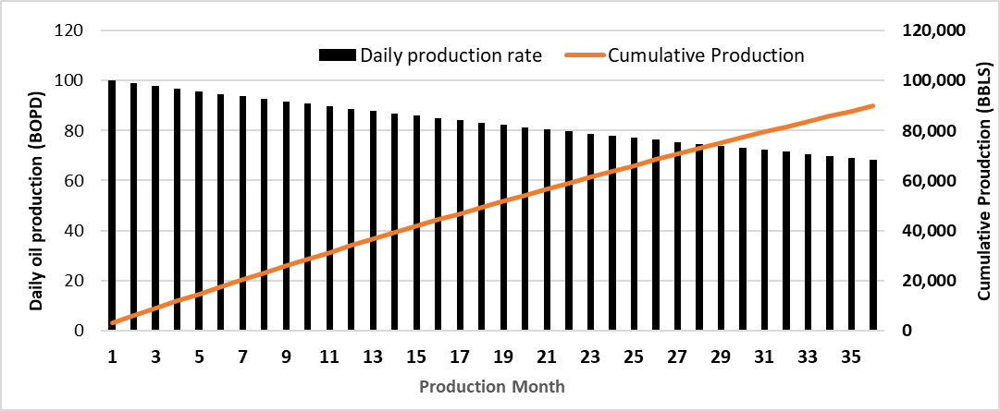 120
100
80
60
40
20
0
Daily oil production (BOPD)
Daily production rate
Cumulative Production
120,000
100,000
80,000
60,000
40,000
20,000
0
Cumulative Proudction (BBLS)
1 3 5 7 9 11 13 15 17 19 21 23 25 27 29 31 33 35
Production Month